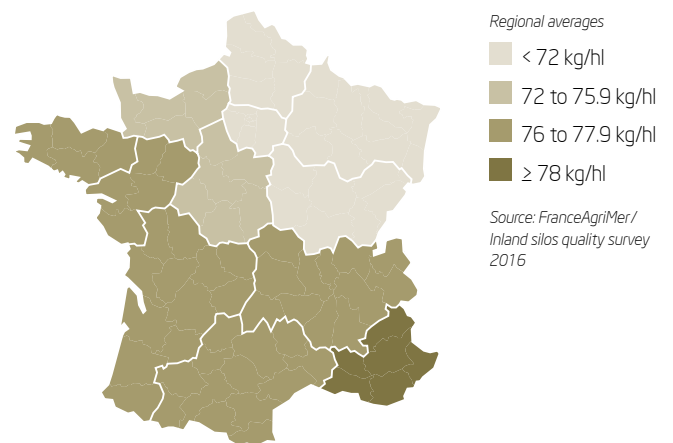 Regional averages
< 72 kg/hl
72 to 75.9 kg/hl
76 to 77.9 kg/hl
≥ 78 kg/hl
Source: FranceAgriMer/
Inland silos quality survey
2016